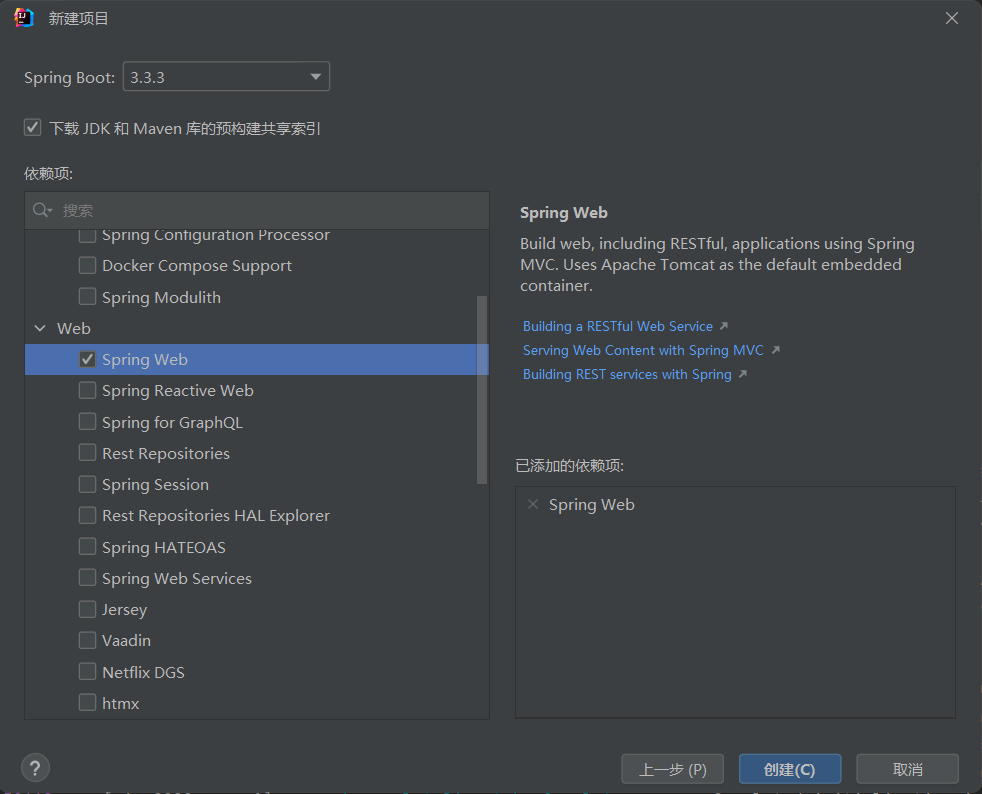 新建项目
Spring Boot: 3.3.3
下载 JDK 和 Maven 库的预构建共享索引
依赖项:
搜索
Spring Configuration Processor
Docker Compose Support
Spring Modulith
Web
Spring Web
Spring Reactive Web
Spring for GraphQL
Rest Repositories
Spring Session
Rest Repositories HAL Explorer
Spring HATEOAS
Spring Web Services
Jersey
Vaadin
Netflix DGS
htmx
Spring Web
Build web, including RESTful, applications using Spring
MVC. Uses Apache Tomcat as the default embedded
container.
Building a RESTful Web Service
Serving Web Content with Spring MVC
Building REST services with Spring
已添加的依赖项:
Spring Web
?
上一步 (P)
创建(C)
取消